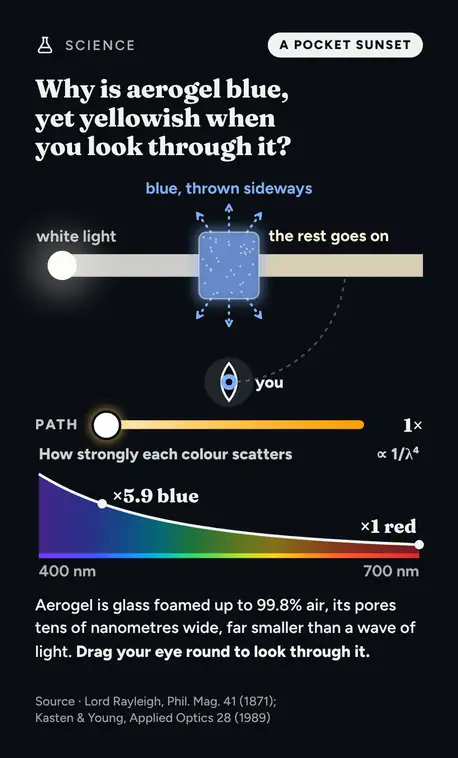 SCIENCE
A POCKET SUNSET
Why is aerogel blue,
yet yellowish when
you look through it?
blue, thrown sideways
white light
the rest goes on
you
PATH
1×
How strongly each colour scatters
∝ 1/λ⁴
×5.9 blue
×1 red
400 nm
700 nm
Aerogel is glass foamed up to 99.8% air, its pores
tens of nanometres wide, far smaller than a wave of
light. Drag your eye round to look through it.
Source · Lord Rayleigh, Phil. Mag. 41 (1871);
Kasten & Young, Applied Optics 28 (1989)